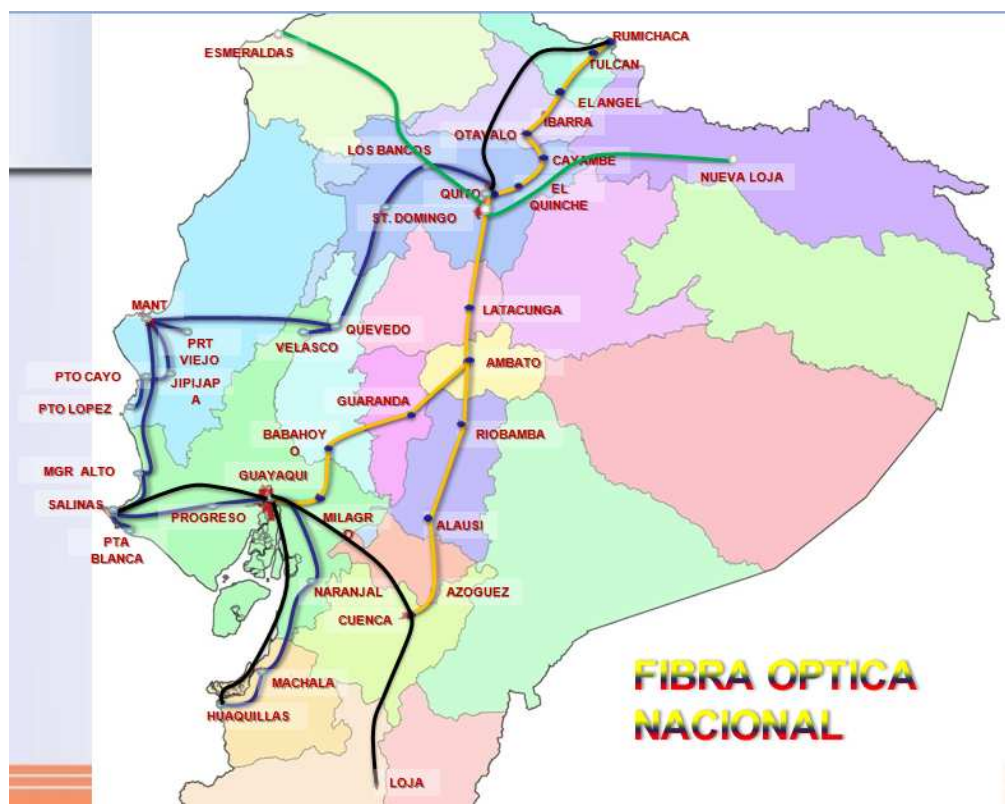 RUMICHACA
ESMERALDAS
TULCAN
EL ANGEL
IBARRA
OTAVALO
LOS BANCOS
CAYAMBE
NUEVA LOJA
QUITO
EL
QUINCHE
ST. DOMINGO
MANT
LATACUNGA
PRT
VIEJO
QUEVEDO
VELASCO
AMBATO
PTO CAYO
JIPIJAP
A
GUARANDA
PTO LOPEZ
RIOBAMBA
BABAHOY
O
MGR ALTO
GUAYAQUI
SALINAS
PROGRESO
MILAGR
O
ALAUSI
PTA
BLANCA
NARANJAL
AZOGUEZ
CUENCA
MACHALA
HUAQUILLAS
LOJA
FIBRA OPTICA
NACIONAL